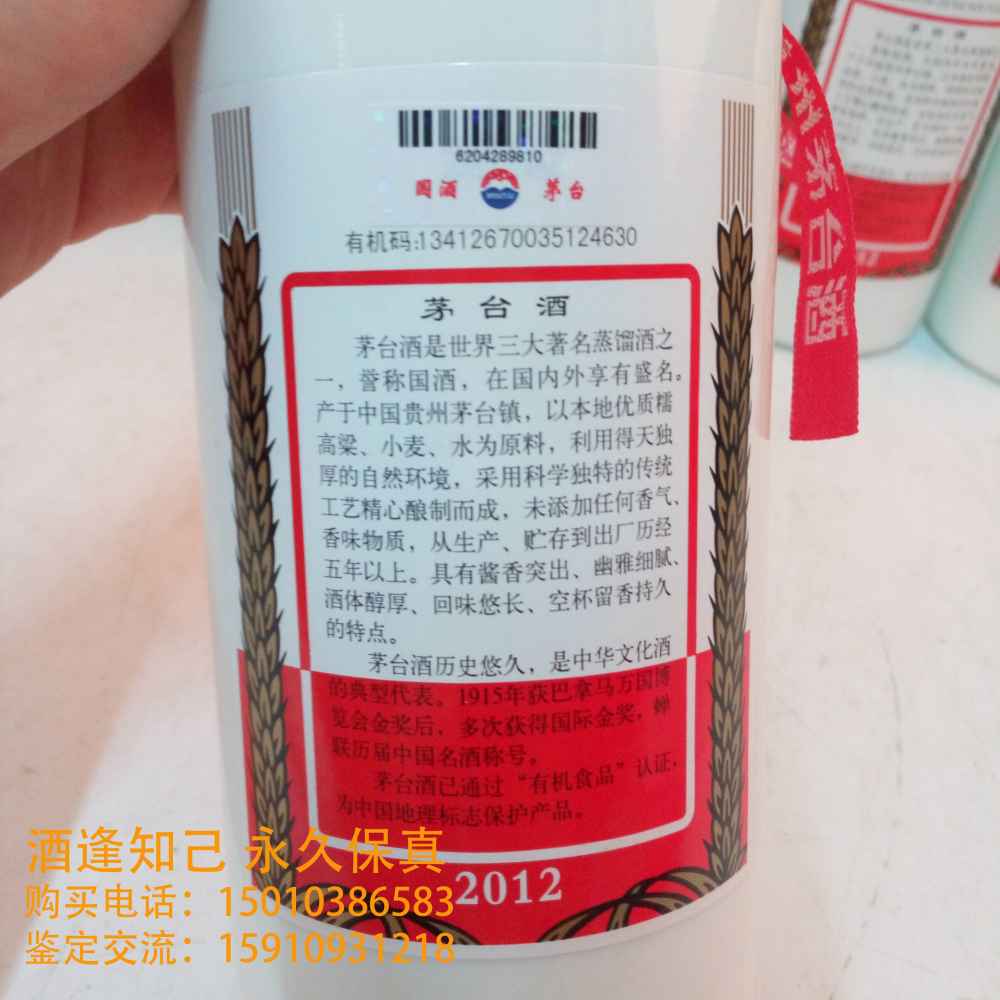 6204289810
国酒 茅台
有机码:13412670035124630
茅台酒
茅台酒是世界三大著名蒸馏酒之
一，誉称国酒，在国内外享有盛名。
产于中国贵州茅台镇，以本地优质糯
高粱、小麦、水为原料，利用得天独
厚的自然环境，采用科学独特的传统
工艺精心酿制而成，未添加任何香气、
香味物质，从生产、贮存到出厂历经
五年以上。具有酱香突出、幽雅细腻、
酒体醇厚、回味悠长、空杯留香持久
的特点。
茅台酒历史悠久，是中华文化酒
的典型代表。1915年获巴拿马万国博
览会金奖后，多次获得国际金奖，蝉
联历届中国名酒称号。
茅台酒已通过“有机食品”认证，
为中国地理标志保护产品。
2012
茅台酒
酒逢知己 永久保真
购买电话：15010386583
鉴定交流：15910931218